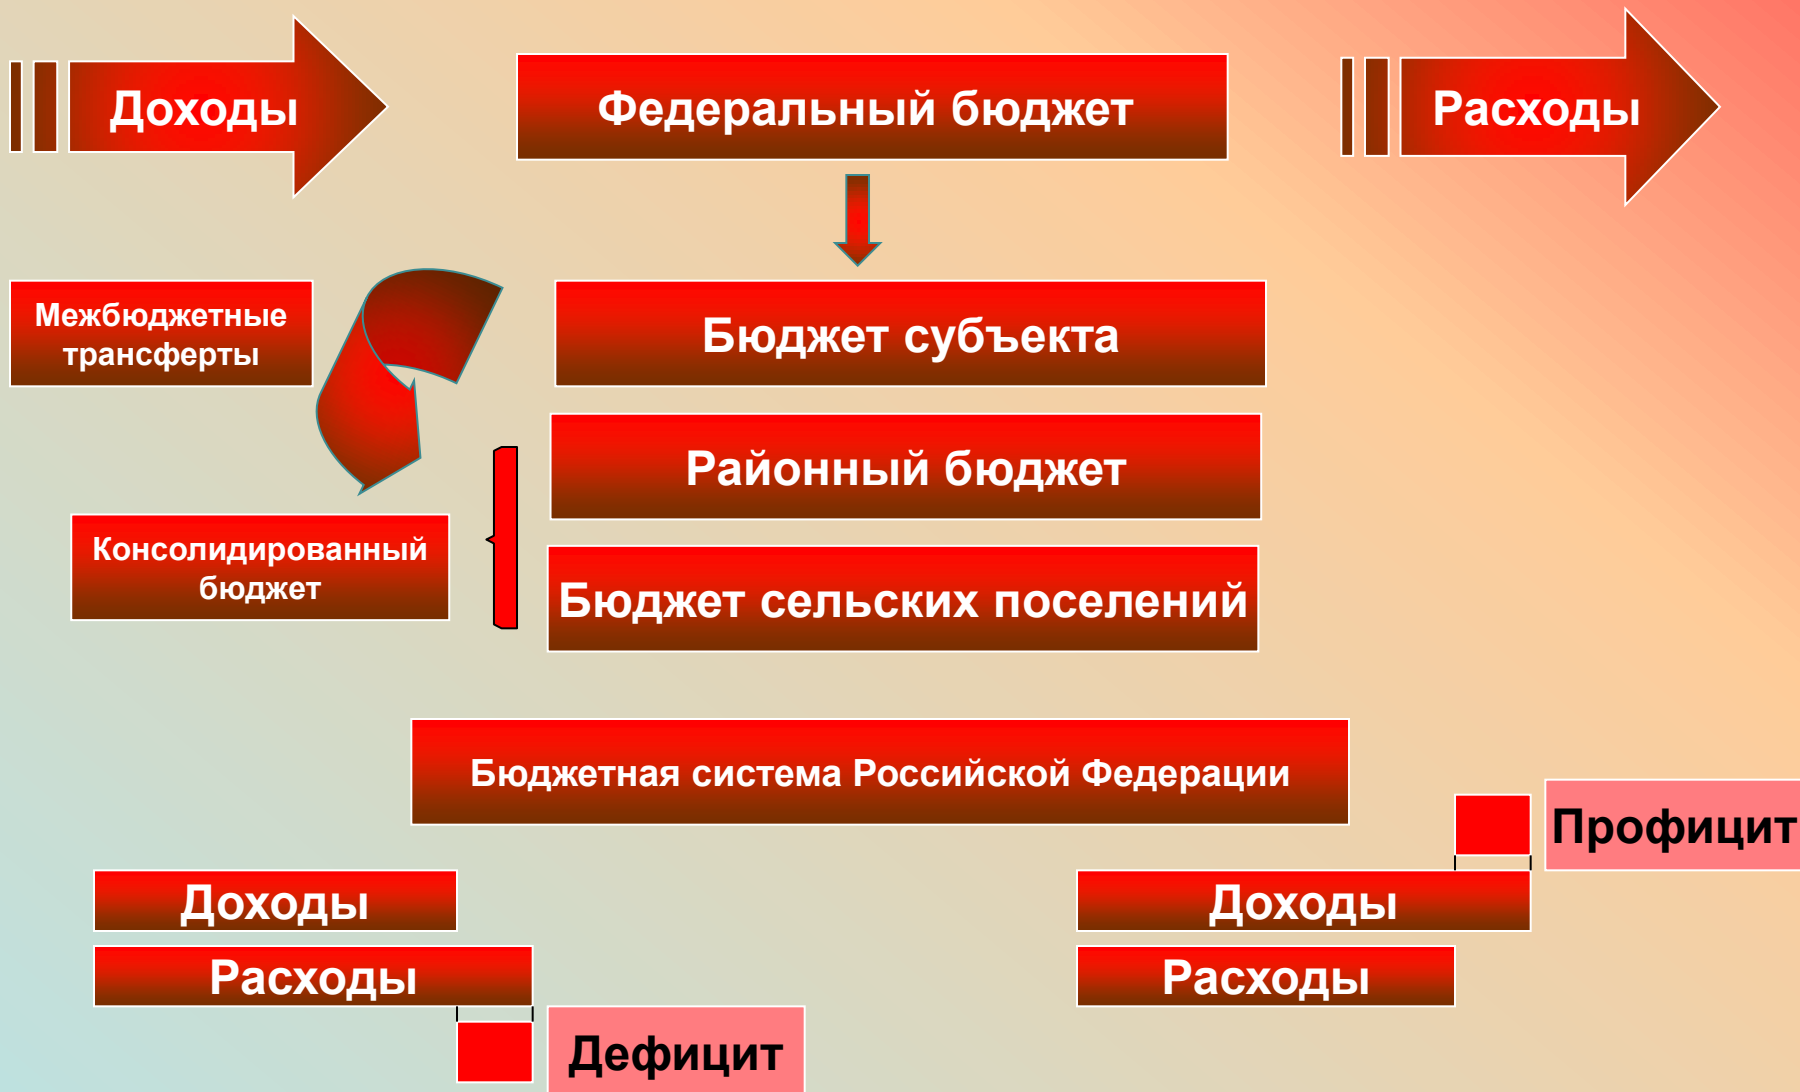 Доходы
Федеральный бюджет
Расходы
Межбюджетные
трансферты
Бюджет субъекта
Районный бюджет
Консолидированный
бюджет
Бюджет сельских поселений
Бюджетная система Российской Федерации
Профицит
Доходы
Расходы
Дефицит
Доходы
Расходы